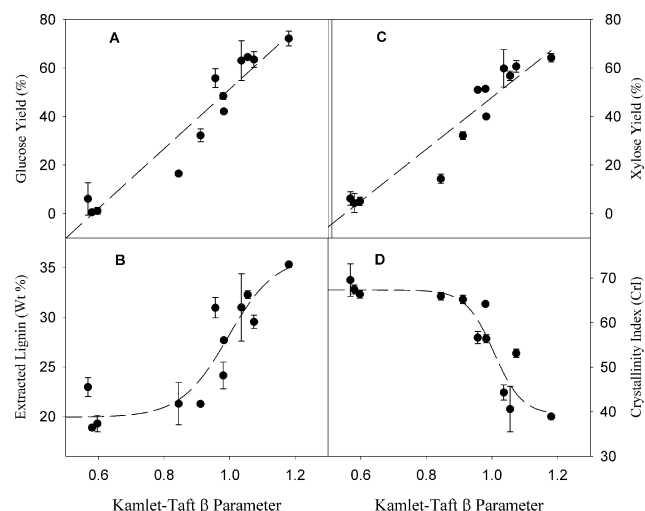 A
C
B
D
80
60
40
20
0
Glucose Yield (%)
80
60
40
20
0
Xylose Yield (%)
35
30
25
20
Extracted Lignin (Wt %)
70
60
50
40
30
Crystallinity Index (CrI)
0.6 0.8 1.0 1.2
0.6 0.8 1.0 1.2
Kamlet-Taft β Parameter
Kamlet-Taft β Parameter